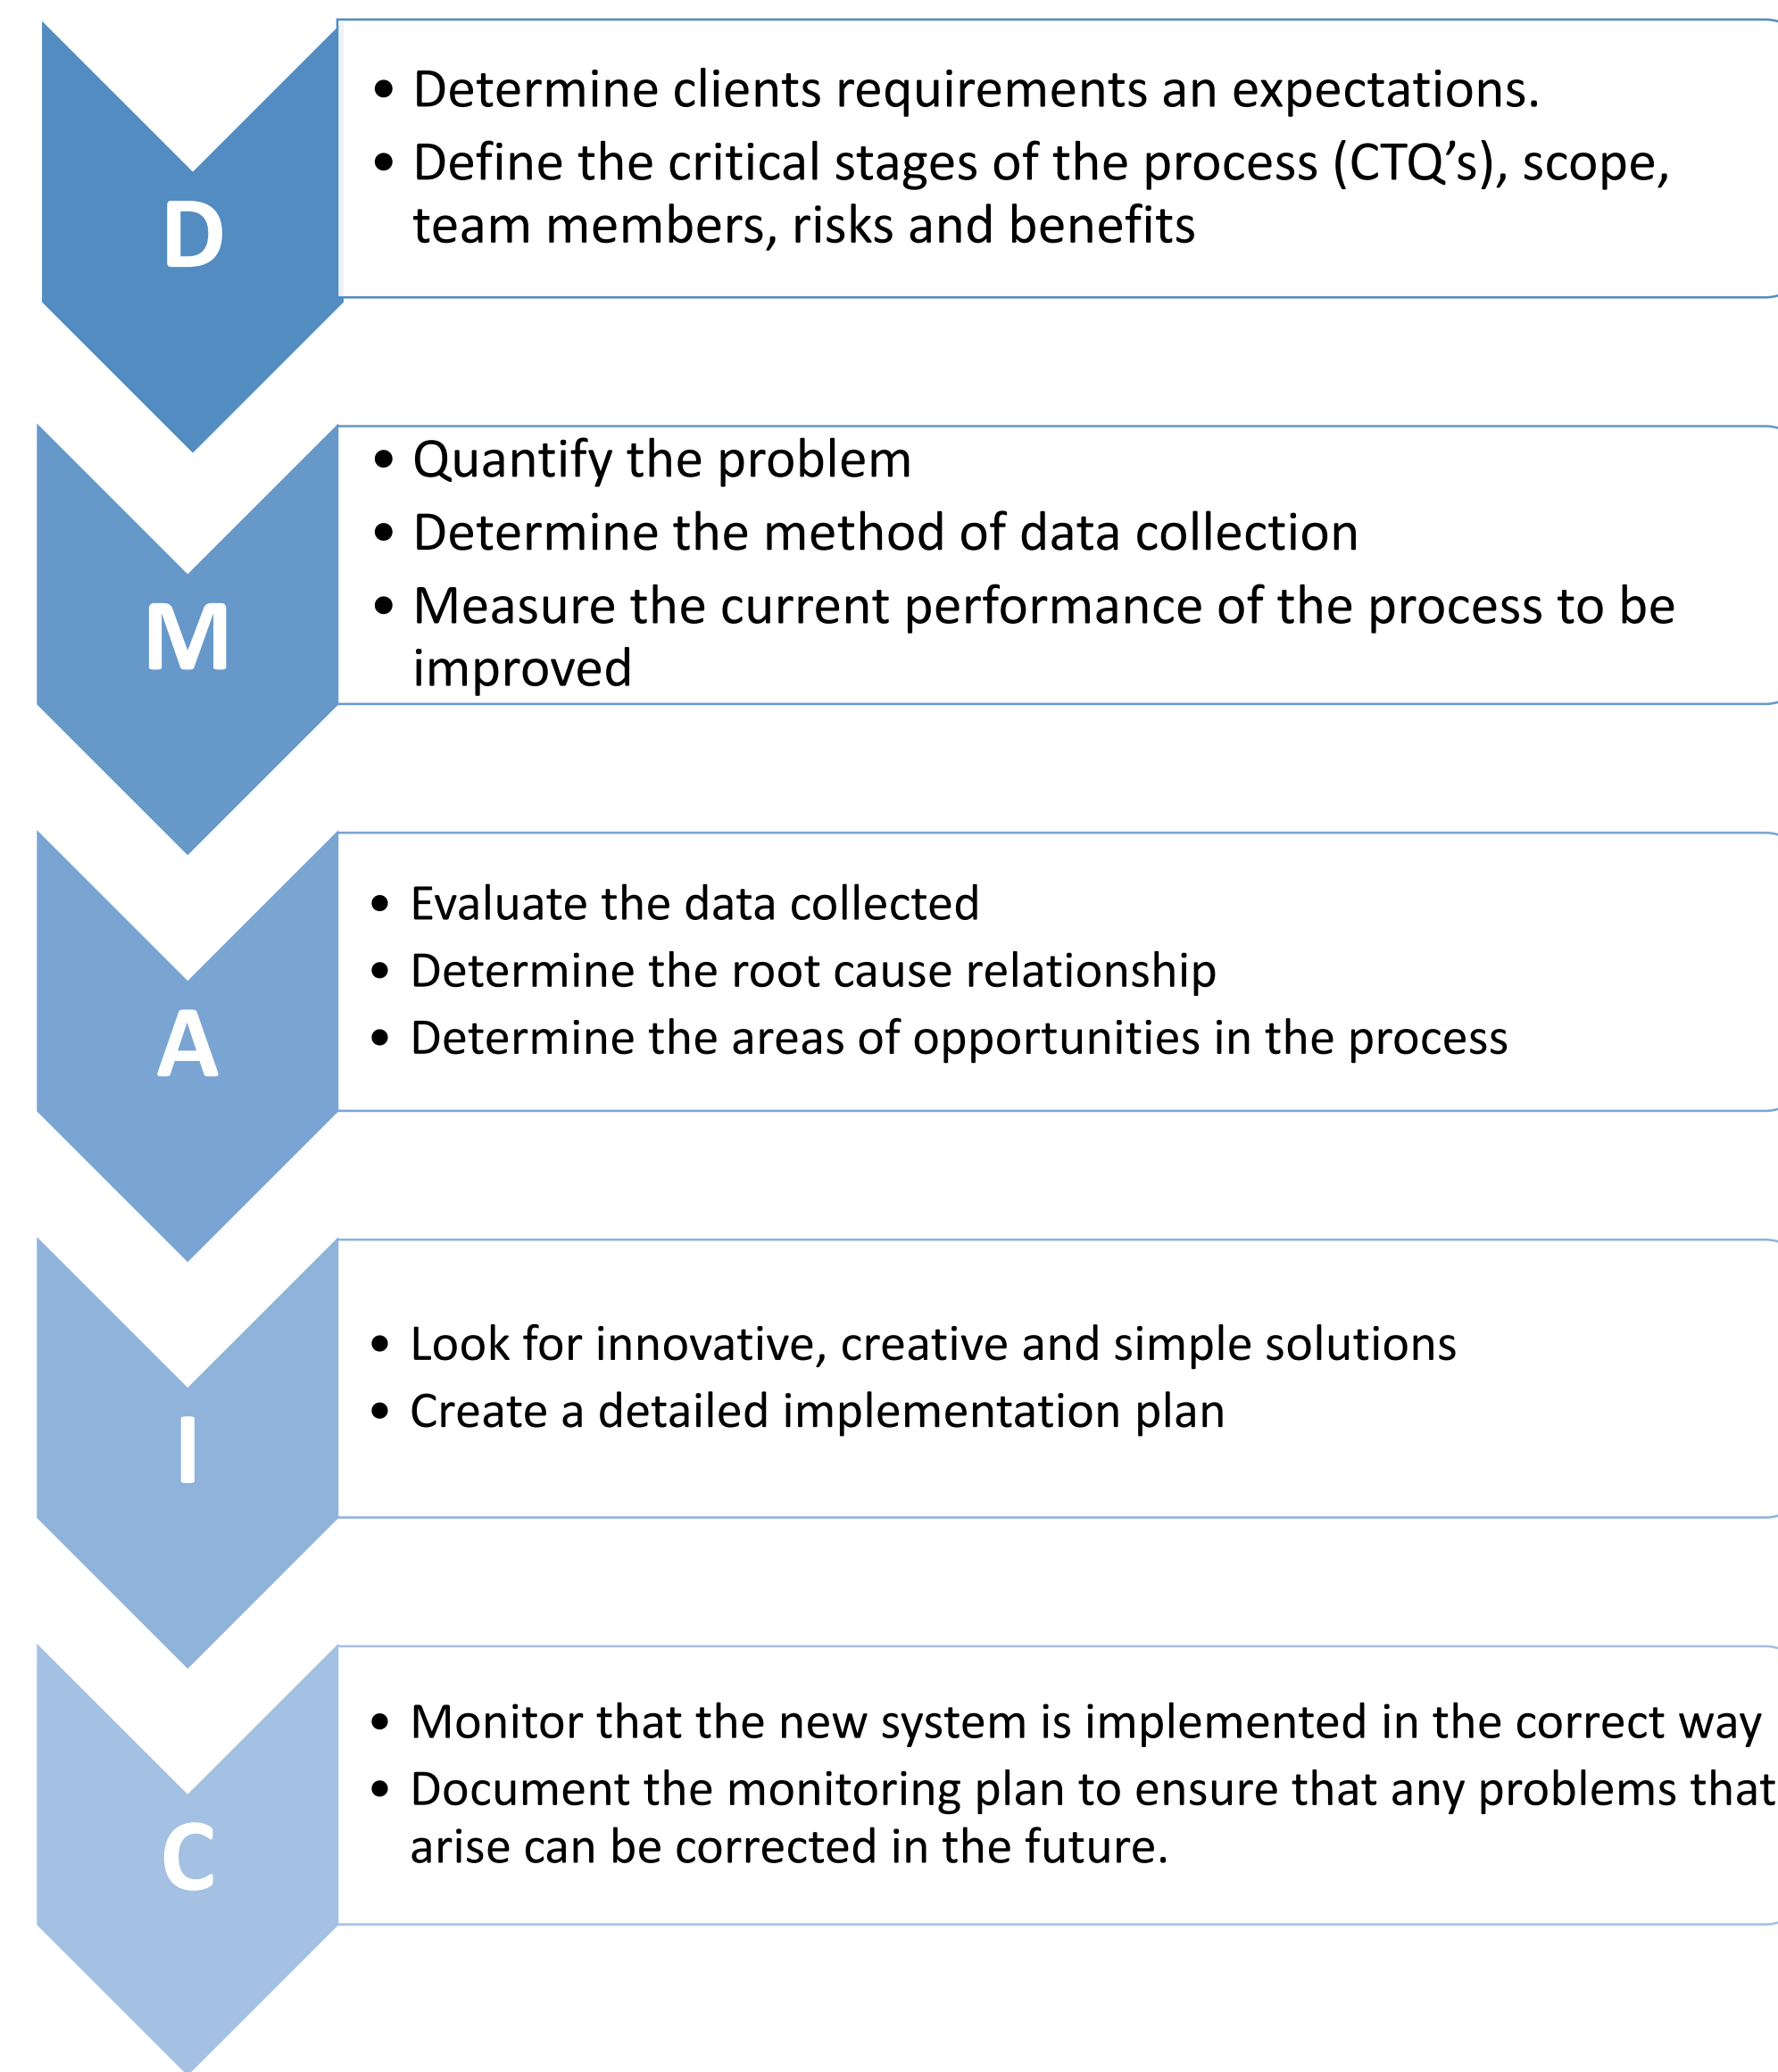 D
• Determine clients requirements an expectations.
• Define the critical stages of the process (CTQ’s), scope,
team members, risks and benefits
M
• Quantify the problem
• Determine the method of data collection
• Measure the current performance of the process to be
improved
A
• Evaluate the data collected
• Determine the root cause relationship
• Determine the areas of opportunities in the process
I
• Look for innovative, creative and simple solutions
• Create a detailed implementation plan
C
• Monitor that the new system is implemented in the correct way
• Document the monitoring plan to ensure that any problems that
arise can be corrected in the future.